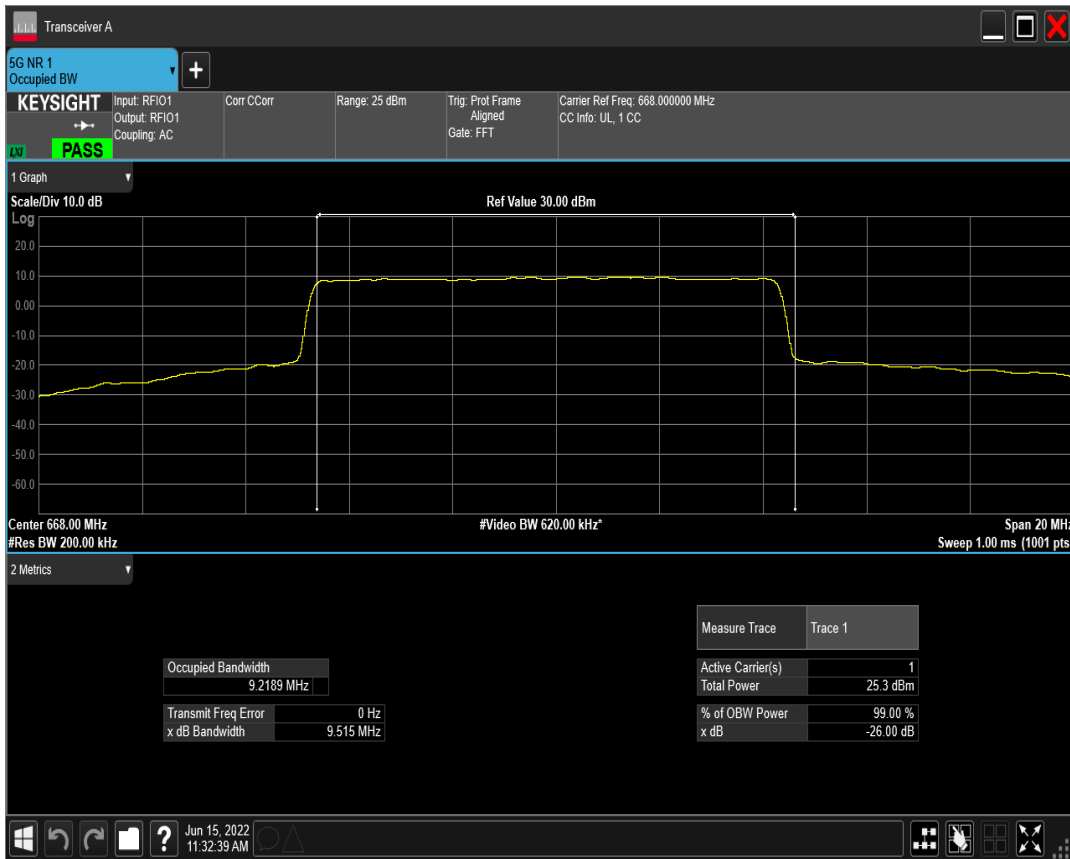 Transceiver A
5G NR 1
Occupied BW
KEYSIGHT
LXI
PASS
Input: RFIO1
Output: RFIO1
Coupling: AC
Corr CCorr
Range: 25 dBm
Trig: Prot Frame
Aligned
Gate: FFT
Carrier Ref Freq: 668.000000 MHz
CC Info: UL, 1 CC
1 Graph
Scale/Div 10.0 dB
Ref Value 30.00 dBm
Log
20.0
10.0
0.00
-10.0
-20.0
-30.0
-40.0
-50.0
-60.0
Center 668.00 MHz
#Video BW 620.00 kHz*
Span 20 MHz
#Res BW 200.00 kHz
Sweep 1.00 ms (1001 pts
2 Metrics
Measure Trace Trace 1
Occupied Bandwidth
9.2189 MHz
Active Carrier(s) 1
Total Power 25.3 dBm
Transmit Freq Error 0 Hz
x dB Bandwidth 9.515 MHz
% of OBW Power 99.00 %
x dB -26.00 dB
?
Jun 15, 2022
11:32:39 AM